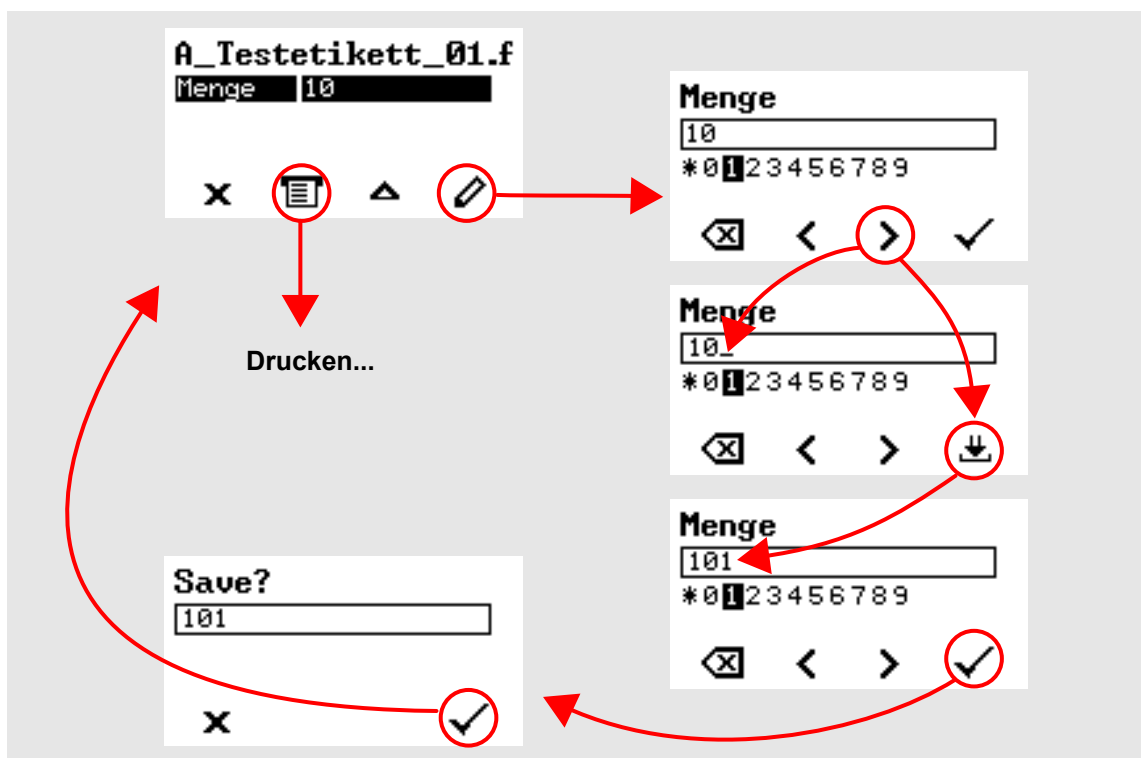 A_Testetikett_01.f
Menge 10
Drucken...
Menge
10
*0123456789
Menge
10_
*0123456789
Menge
101
*0123456789
Save?
101